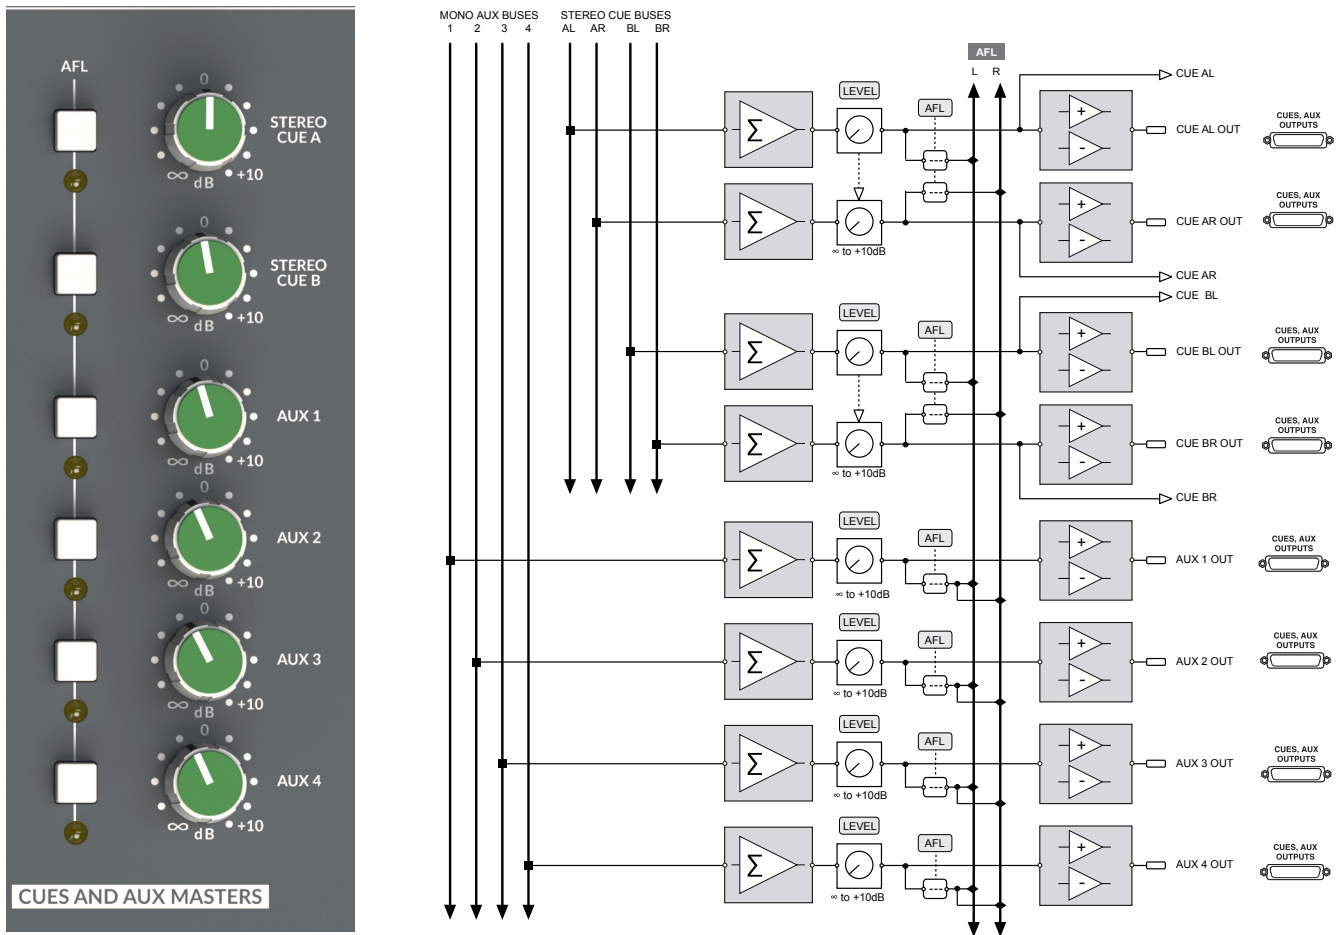 AFL
0
STEREO
CUE A
∞ dB +10
0
STEREO
CUE B
∞ dB +10
0
AUX 1
∞ dB +10
0
AUX 2
∞ dB +10
0
AUX 3
∞ dB +10
0
AUX 4
∞ dB +10
CUES AND AUX MASTERS
MONO AUX BUSES
1 2 3 4
STEREO CUE BUSES
AL AR BL BR
AFL
L R
CUE AL
LEVEL
AFL
Σ
+
-
CUE AL OUT
CUES, AUX
OUTPUTS
Σ
∞ to +10dB
+
-
CUE AR OUT
CUES, AUX
OUTPUTS
CUE AR
CUE BL
LEVEL
AFL
Σ
+
-
CUE BL OUT
CUES, AUX
OUTPUTS
Σ
∞ to +10dB
+
-
CUE BR OUT
CUES, AUX
OUTPUTS
CUE BR
LEVEL
AFL
Σ
∞ to +10dB
+
-
AUX 1 OUT
CUES, AUX
OUTPUTS
LEVEL
AFL
Σ
∞ to +10dB
+
-
AUX 2 OUT
CUES, AUX
OUTPUTS
LEVEL
AFL
Σ
∞ to +10dB
+
-
AUX 3 OUT
CUES, AUX
OUTPUTS
LEVEL
AFL
Σ
∞ to +10dB
+
-
AUX 4 OUT
CUES, AUX
OUTPUTS